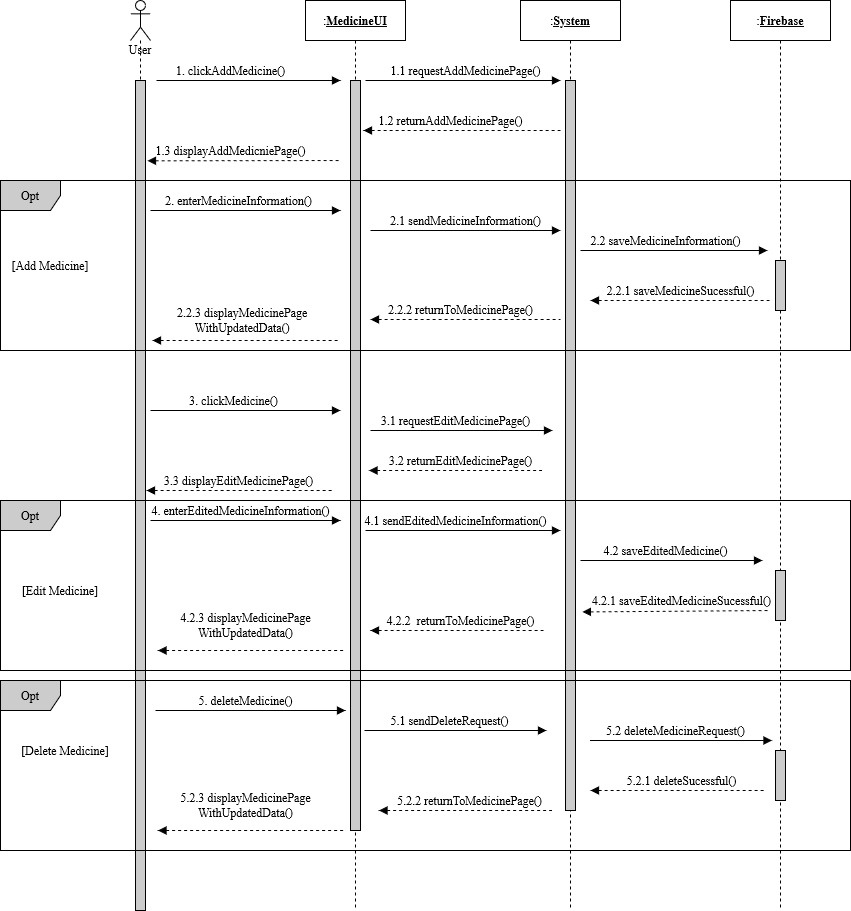 :MedicineUI
:System
:Firebase
User
1. clickAddMedicine()
1.1 requestAddMedicinePage()
1.2 returnAddMedicinePage()
1.3 displayAddMedicniePage()
Opt
2. enterMedicineInformation()
2.1 sendMedicineInformation()
2.2 saveMedicineInformation()
[Add Medicine]
2.2.1 saveMedicineSucessful()
2.2.2 returnToMedicinePage()
2.2.3 displayMedicinePage
WithUpdatedData()
3. clickMedicine()
3.1 requestEditMedicinePage()
3.2 returnEditMedicinePage()
3.3 displayEditMedicinePage()
Opt
4. enterEditedMedicineInformation()
4.1 sendEditedMedicineInformation()
4.2 saveEditedMedicine()
[Edit Medicine]
4.2.1 saveEditedMedicineSucessful()
4.2.2 returnToMedicinePage()
4.2.3 displayMedicinePage
WithUpdatedData()
Opt
5. deleteMedicine()
5.1 sendDeleteRequest()
5.2 deleteMedicineRequest()
[Delete Medicine]
5.2.1 deleteSucessful()
5.2.2 returnToMedicinePage()
5.2.3 displayMedicinePage
WithUpdatedData()